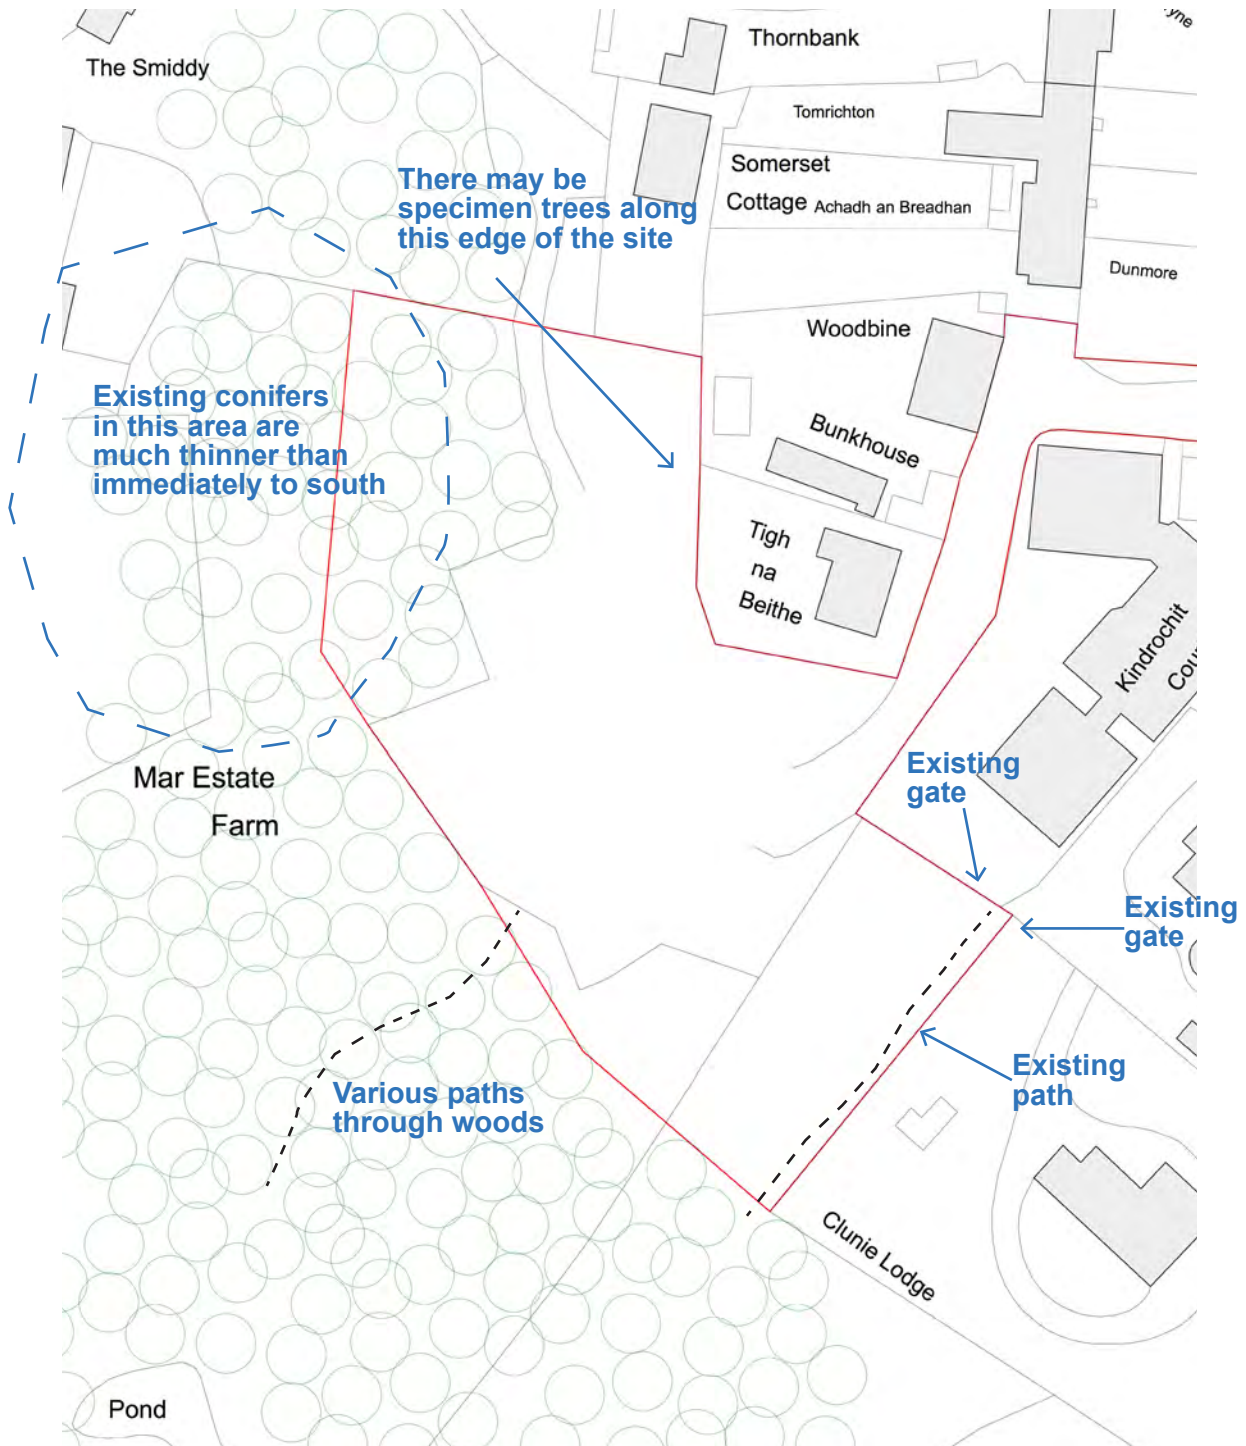 Thornbank
The Smiddy
Tomrichton
Somerset
Cottage Achadh an Breadhan
There may be
specimen trees along
this edge of the site
Dunmore
Woodbine
Existing conifers
in this area are
much thinner than
immediately to south
Bunkhouse
Tigh
na
Beithe
Kindrochit
Existing
gate
Mar Estate
Farm
Existing
gate
Existing
path
Various paths
through woods
Clunie Lodge
Pond